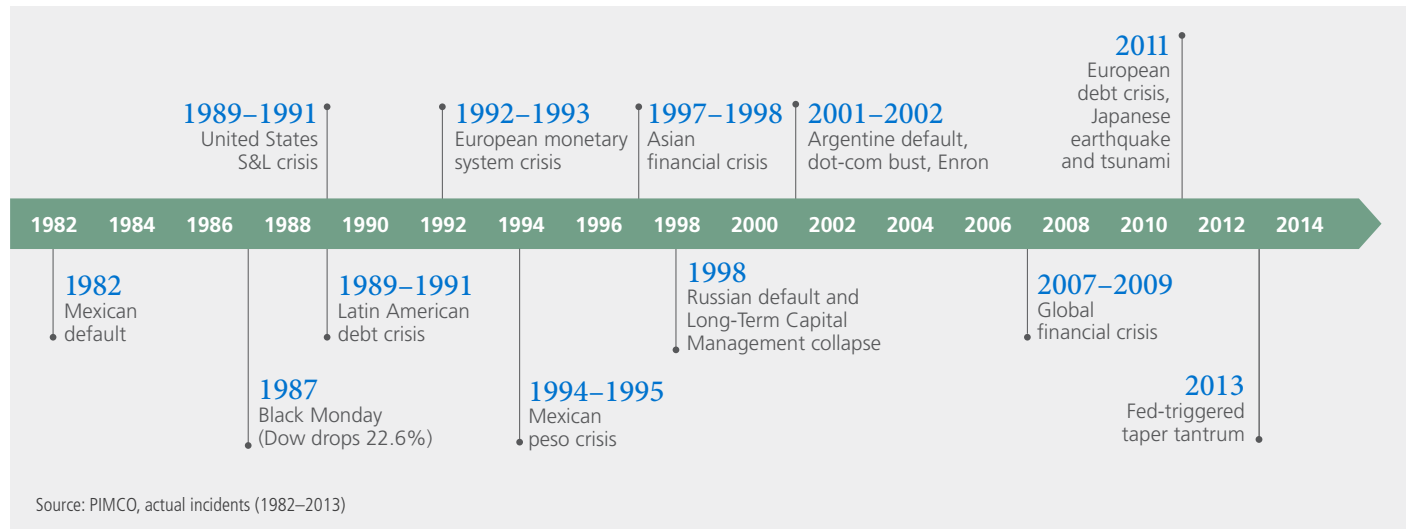 2011
European
debt crisis,
Japanese
earthquake
and tsunami
1989–1991
United States
S&L crisis
1992–1993
European monetary
system crisis
1997–1998
Asian
financial crisis
2001–2002
Argentine default,
dot-com bust, Enron
1982 1984 1986 1988 1990 1992 1994 1996 1998 2000 2002 2004 2006 2008 2010 2012 2014
1982
Mexican
default
1989–1991
Latin American
debt crisis
1998
Russian default and
Long-Term Capital
Management collapse
2007–2009
Global
financial crisis
1987
Black Monday
(Dow drops 22.6%)
1994–1995
Mexican
peso crisis
2013
Fed-triggered
taper tantrum
Source: PIMCO, actual incidents (1982–2013)